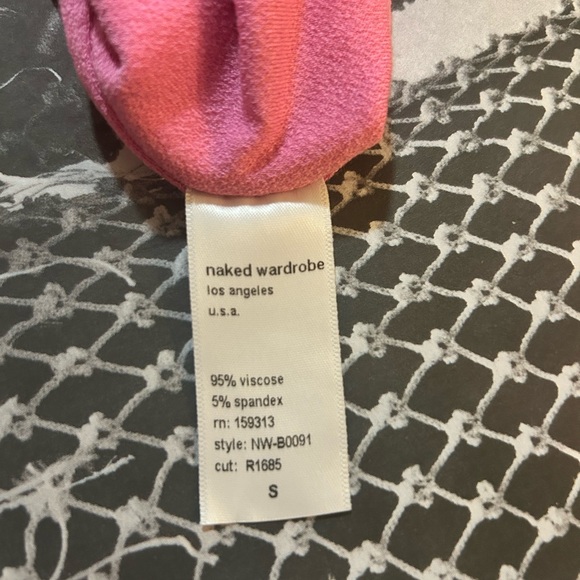 naked wardrobe
los angeles
u.s.a.
95% viscose
5% spandex
rn: 159313
style: NW-B0091
cut: R1685
S